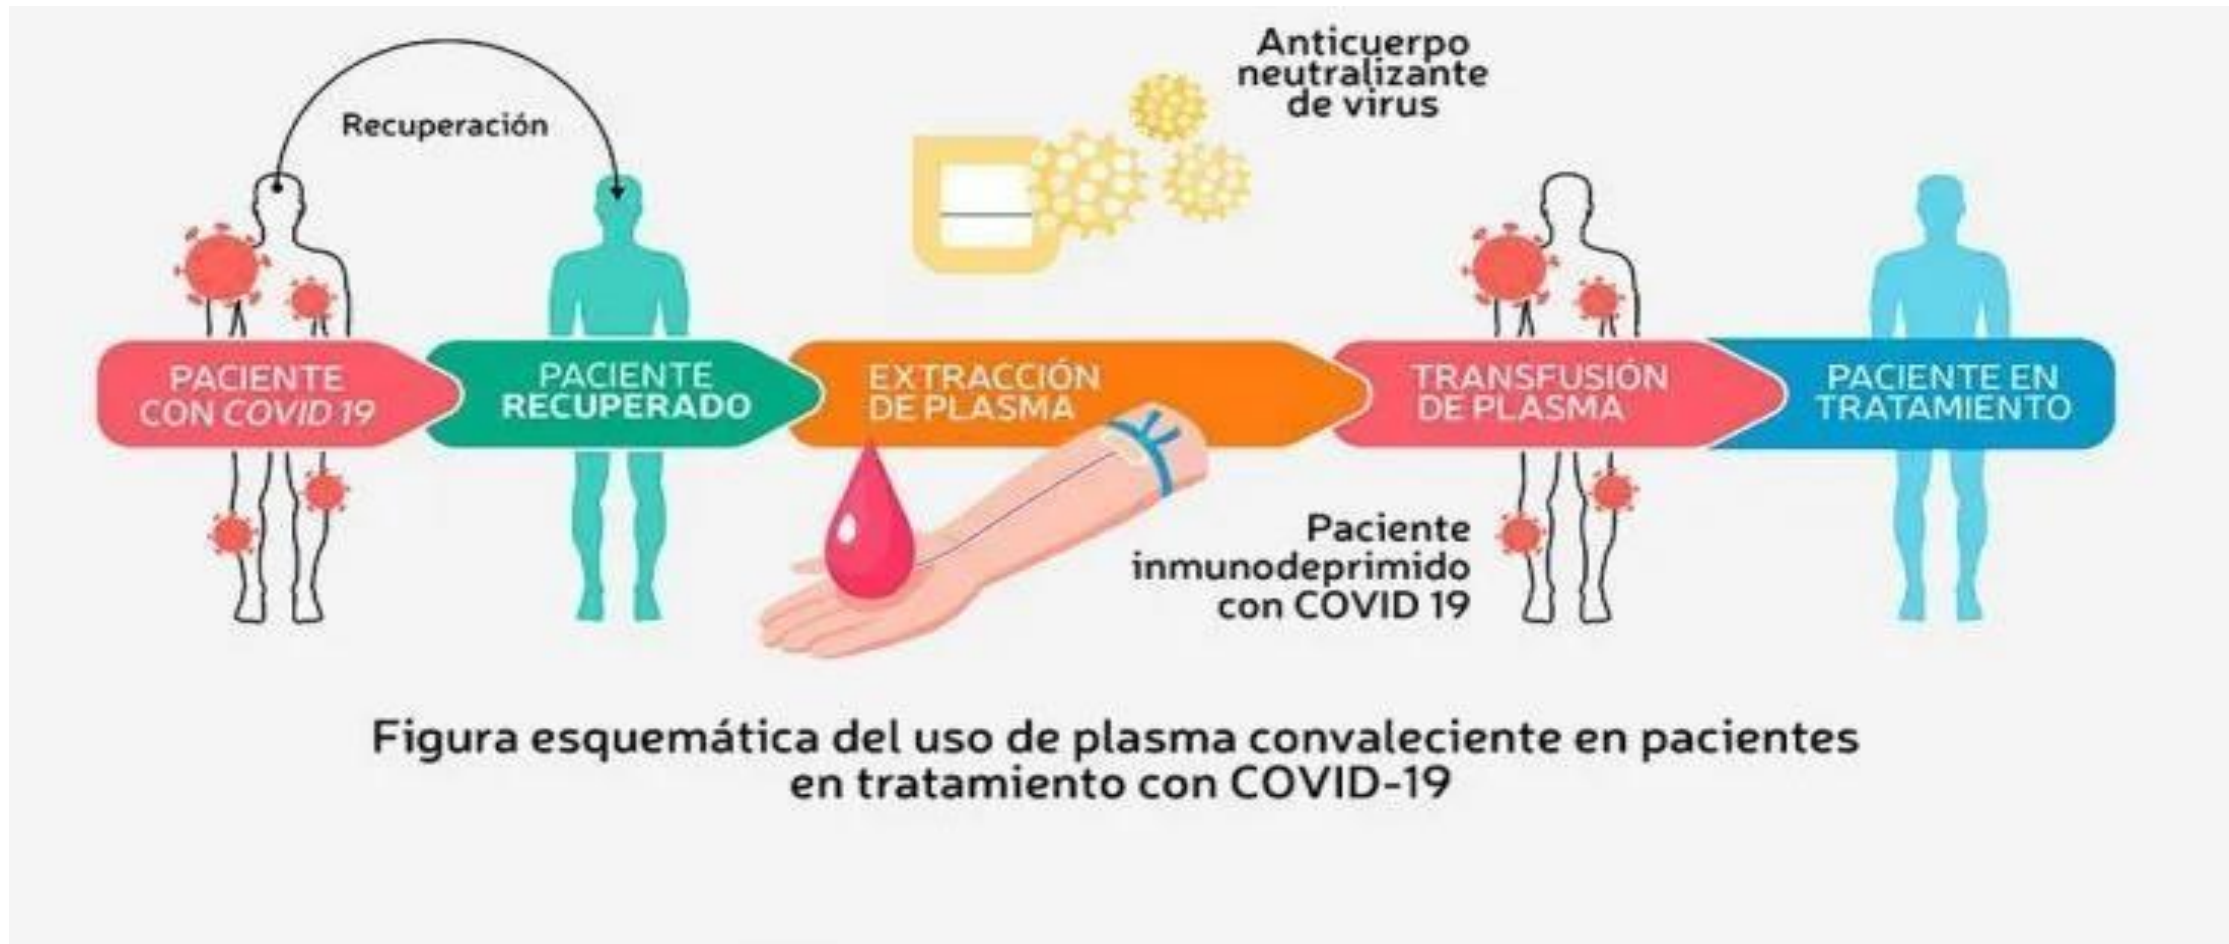 Anticuerpo
neutralizante
de virus
Recuperación
PACIENTE
CON COVID 19
PACIENTE
RECUPERADO
EXTRACCIÓN
DE PLASMA
TRANSFUSIÓN
DE PLASMA
PACIENTE EN
TRATAMIENTO
Paciente
inmunodeprimido
con COVID 19
Figura esquemática del uso de plasma convaleciente en pacientes
en tratamiento con COVID-19